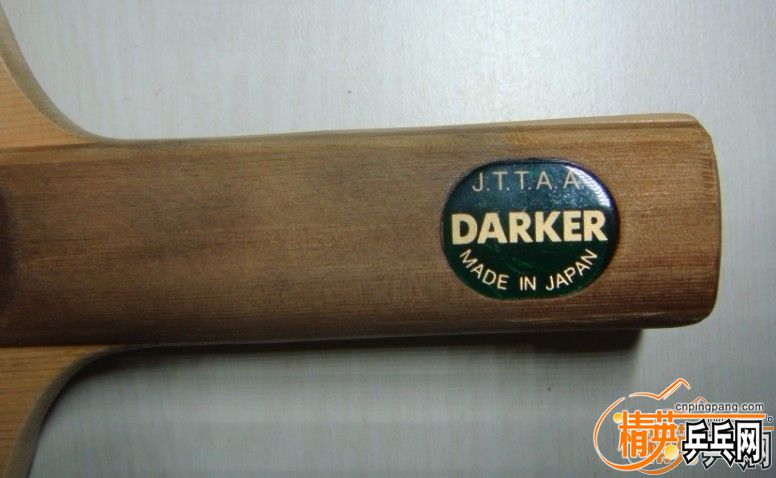 J.T.T.A.A.
DARKER
MADE IN JAPAN
cnpingpang.com
精英乒乓网